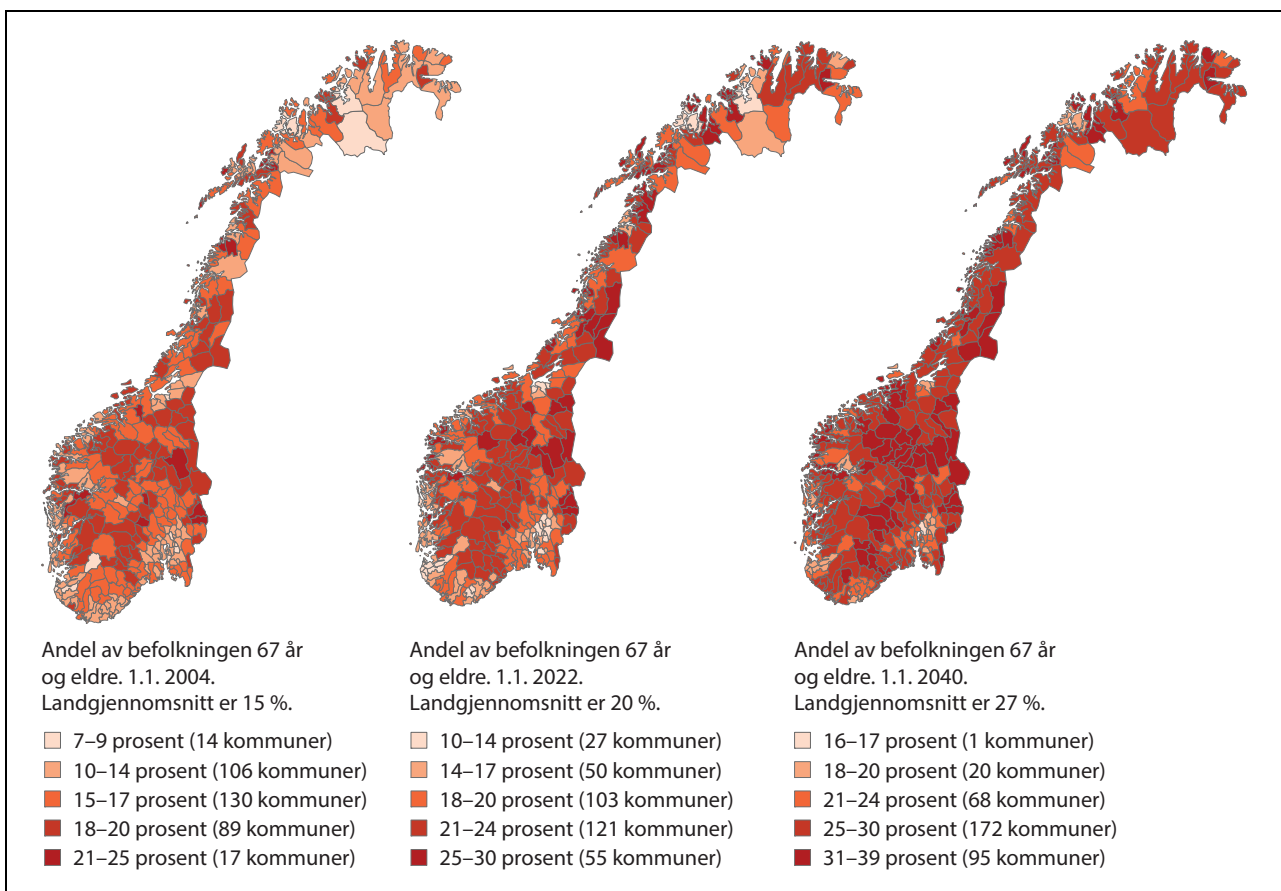 Andel av befolkningen 67 år
og eldre. 1.1. 2004.
Landgjennomsnitt er 15 %.
7–9 prosent (14 kommuner)
10–14 prosent (106 kommuner)
15–17 prosent (130 kommuner)
18–20 prosent (89 kommuner)
21–25 prosent (17 kommuner)
Andel av befolkningen 67 år
og eldre. 1.1. 2022.
Landgjennomsnitt er 20 %.
10–14 prosent (27 kommuner)
14–17 prosent (50 kommuner)
18–20 prosent (103 kommuner)
21–24 prosent (121 kommuner)
25–30 prosent (55 kommuner)
Andel av befolkningen 67 år
og eldre. 1.1. 2040.
Landgjennomsnitt er 27 %.
16–17 prosent (1 kommuner)
18–20 prosent (20 kommuner)
21–24 prosent (68 kommuner)
25–30 prosent (172 kommuner)
31–39 prosent (95 kommuner)